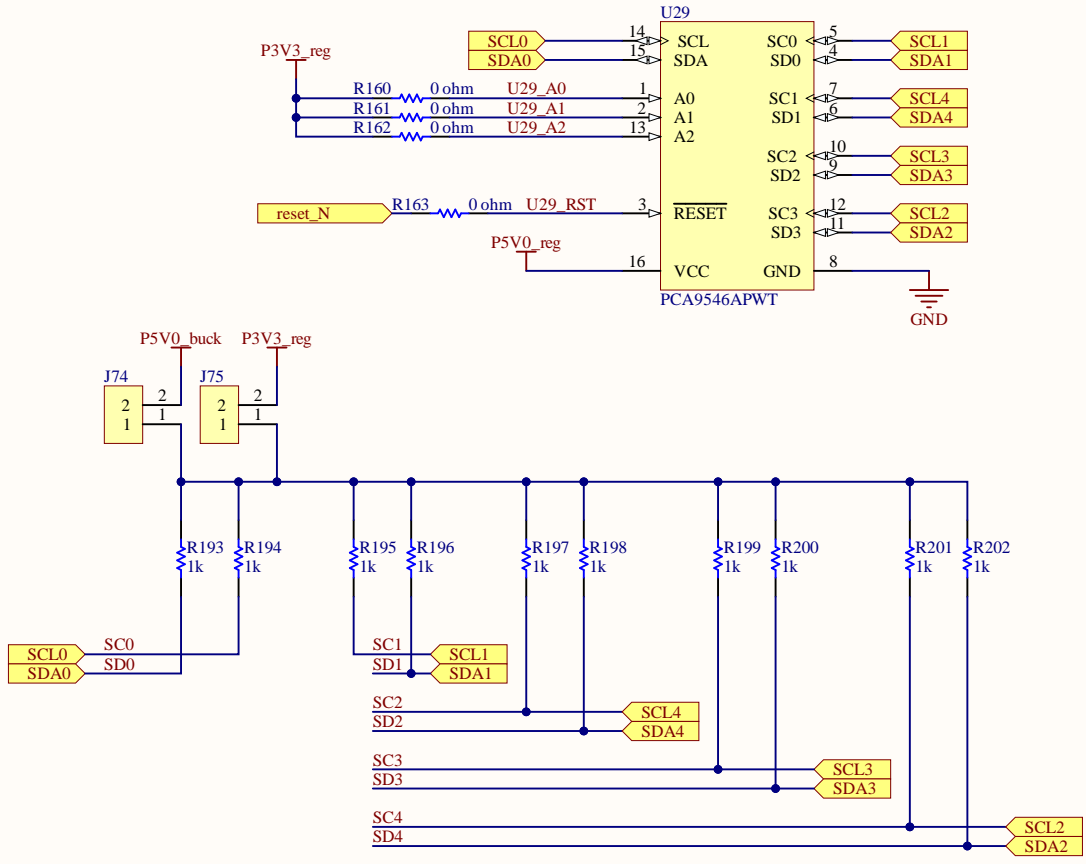 U29
SCL0 14 SCL SC0 5 SCL1
SDA0 15 SDA SD0 4 SDA1
P3V3_reg
R160 0 ohm U29_A0 1 A0 SC1 7 SCL4
R161 0 ohm U29_A1 2 A1 SD1 6 SDA4
R162 0 ohm U29_A2 13 A2
SC2 10 SCL3
SD2 9 SDA3
reset_N R163 0 ohm U29_RST 3 RESET SC3 12 SCL2
SD3 11 SDA2
P5V0_reg
16 VCC GND 8
PCA9546APWT
GND
P5V0_buck P3V3_reg
J74 J75
2 2 2 2
1 1 1 1
R193 R194 R195 R196 R197 R198 R199 R200 R201 R202
1k 1k 1k 1k 1k 1k 1k 1k 1k 1k
SCL0 SC0 SC1 SCL1
SDA0 SD0 SD1 SDA1
SC2 SCL4
SD2 SDA4
SC3 SCL3
SD3 SDA3
SC4 SCL2
SD4 SDA2